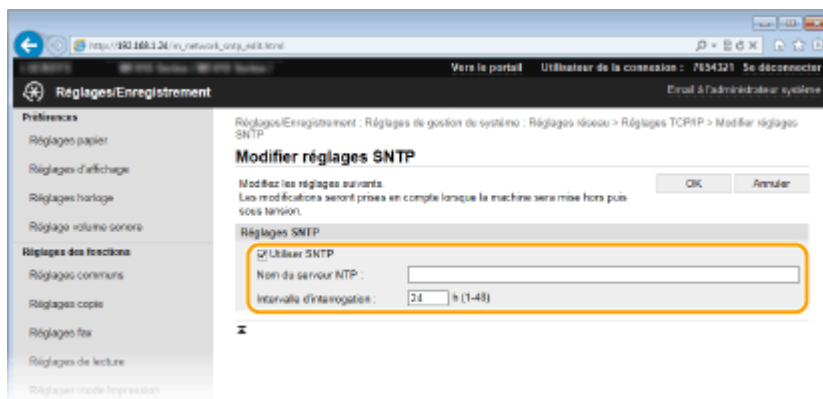 http://192.168.1.24/m_network_sntp_edit.html
Vers le portail Utilisateur de la connexion : 7654321 Se déconnecter
Réglages/Enregistrement
Email à l'administrateur système
Préférences
Réglages papier
Réglages d'affichage
Réglages horloge
Réglage volume sonore
Réglages des fonctions
Réglages communs
Réglages copie
Réglages fax
Réglages de lecture
Réglages mode Impression
Réglages/Enregistrement : Réglages de gestion du système : Réglages réseau > Réglages TCP/IP > Modifier réglages
SNTP
Modifier réglages SNTP
Modifiez les réglages suivants.
Les modifications seront prises en compte lorsque la machine sera mise hors puis
sous tension.
OK Annuler
Réglages SNTP
Utiliser SNTP
Nom du serveur NTP :
Intervalle d'interrogation : 24 h (1-48)